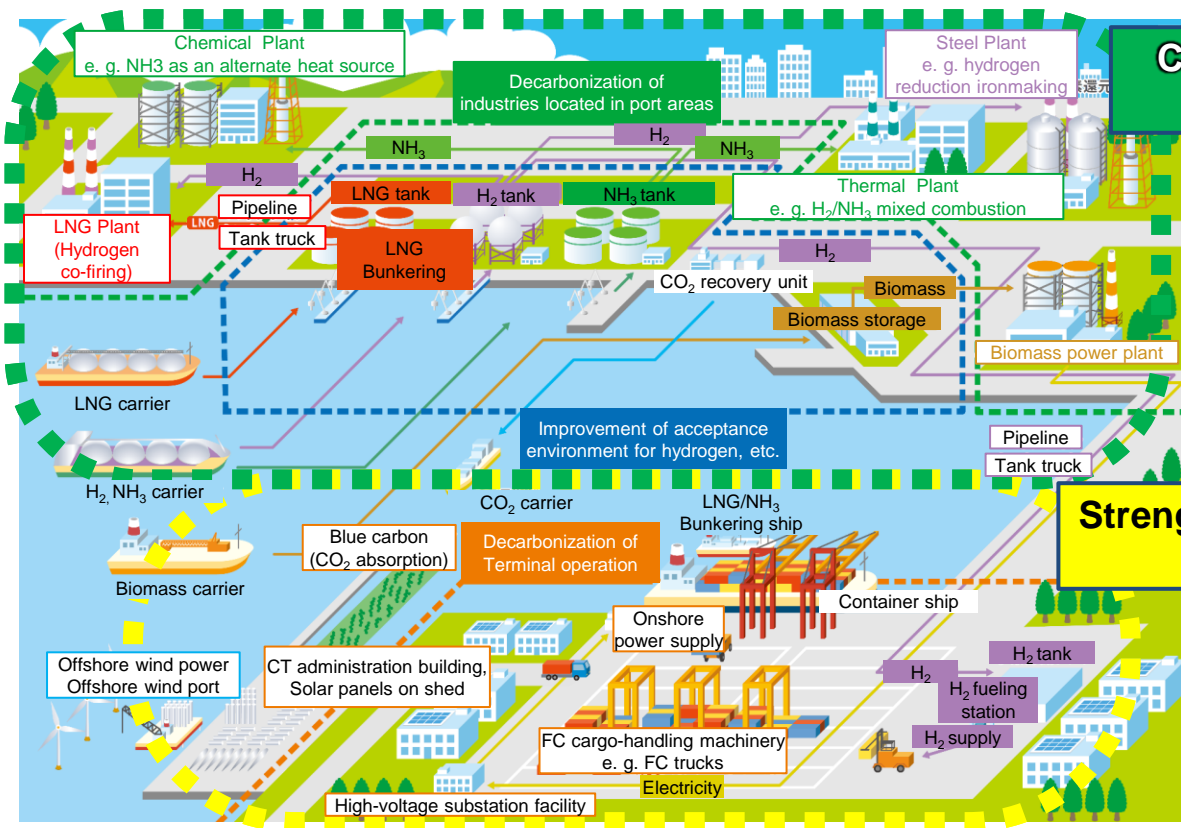 Chemical Plant
e. g. NH3 as an alternate heat source
Steel Plant
e. g. hydrogen
reduction ironmaking
還元
C
Decarbonization of
industries located in port areas
H₂
NH₃
NH₃
H₂
LNG tank
H₂ tank
NH₃ tank
Thermal Plant
e. g. H₂/NH₃ mixed combustion
Pipeline
LNG
Tank truck
LNG Plant
(Hydrogen
co-firing)
LNG
Bunkering
H₂
CO₂ recovery unit
Biomass
Biomass storage
Biomass power plant
LNG carrier
Improvement of acceptance
environment for hydrogen, etc.
Pipeline
Tank truck
H₂, NH₃ carrier
CO₂ carrier
LNG/NH₃
Bunkering ship
Streng
Blue carbon
(CO₂ absorption)
Decarbonization of
Terminal operation
Biomass carrier
Container ship
Onshore
power supply
Offshore wind power
Offshore wind port
CT administration building,
Solar panels on shed
H₂ tank
H₂
H₂ fueling
station
H₂ supply
FC cargo-handling machinery
e. g. FC trucks
Electricity
High-voltage substation facility